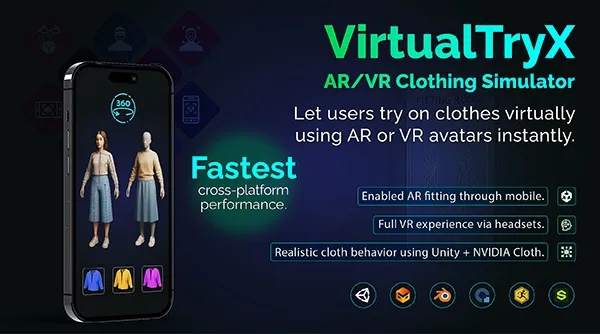 VirtualTryX
AR/VR Clothing Simulator
Let users try on clothes virtually
using AR or VR avatars instantly.
360
Fastest
cross-platform
performance.
Enabled AR fitting through mobile.
Full VR experience via headsets.
Realistic cloth behavior using Unity + NVIDIA Cloth.